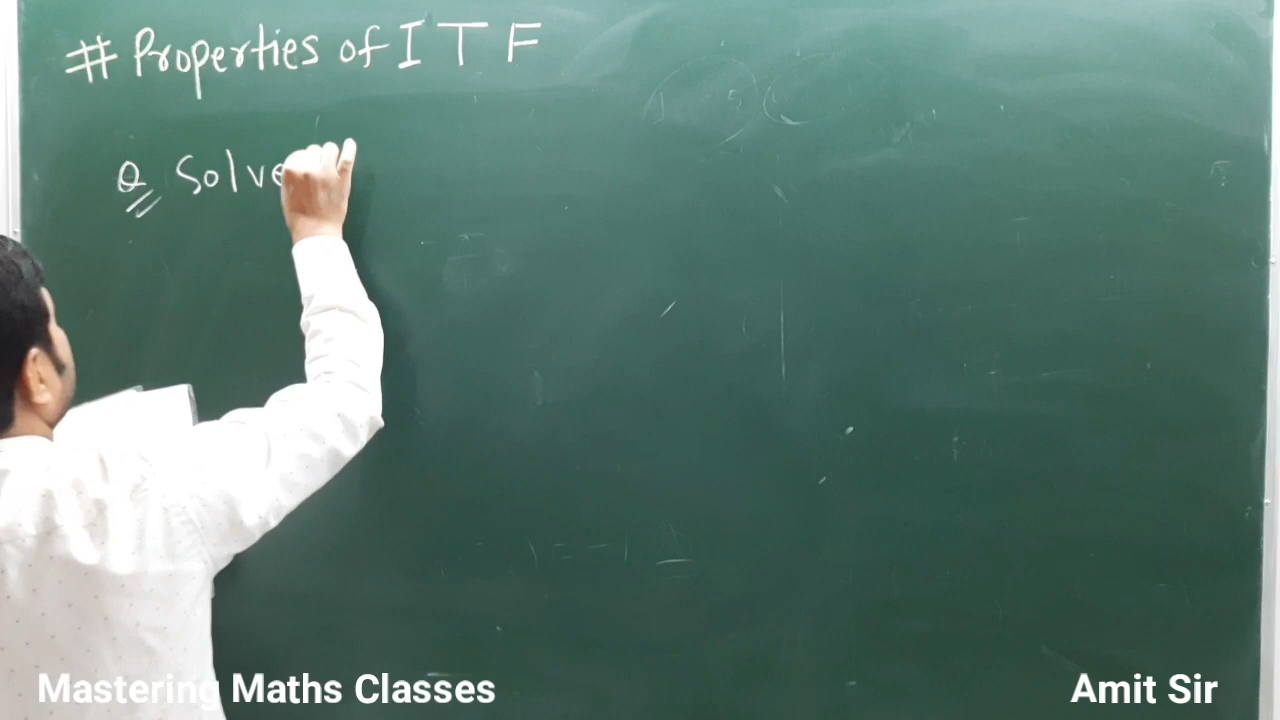 # Properties of I T F
Q Solve
Mastering Maths Classes
Amit Sir